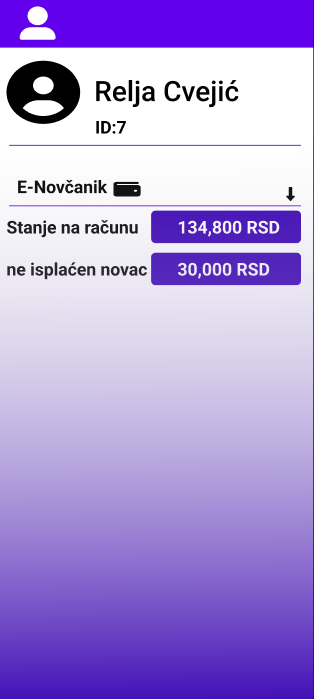 Relja Cvejić
ID:7
E-Novčanik
Stanje na računu 134,800 RSD
ne isplaćen novac 30,000 RSD